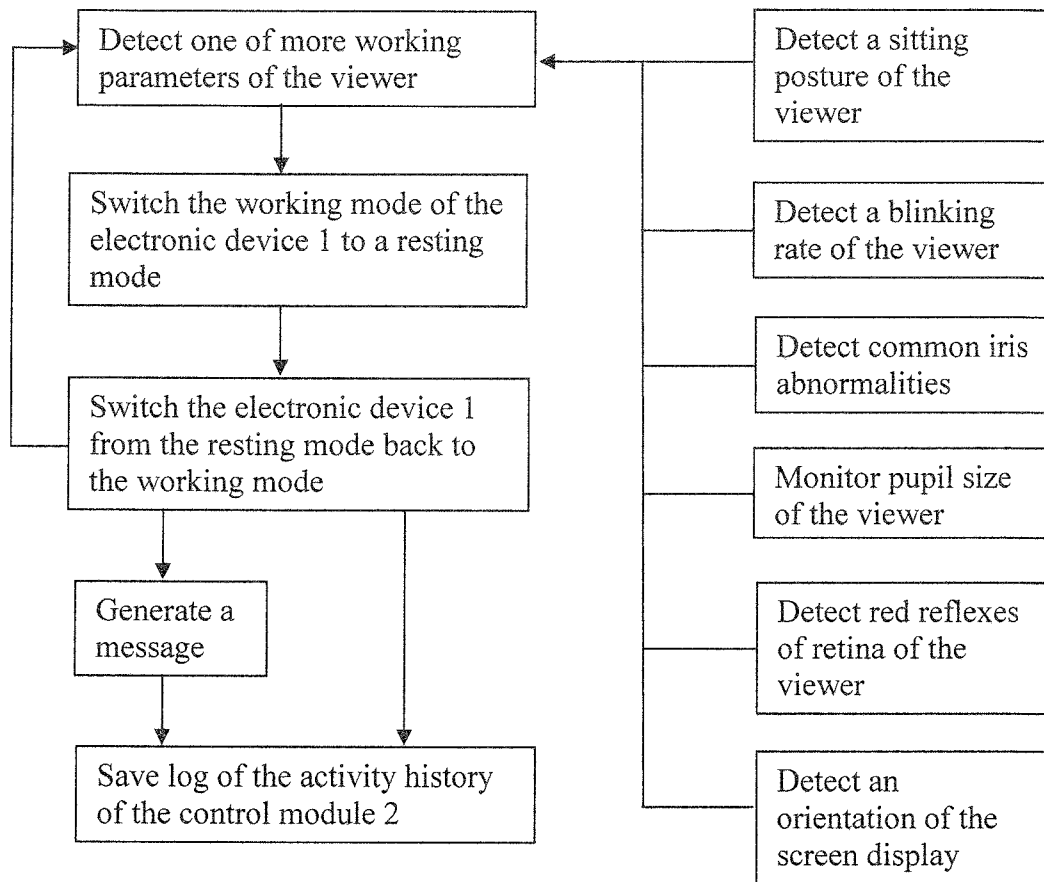 Detect one of more working
parameters of the viewer
Switch the working mode of the
electronic device 1 to a resting
mode
Switch the electronic device 1
from the resting mode back to
the working mode
Generate a
message
Save log of the activity history
of the control module 2
Detect a sitting
posture of the
viewer
Detect a blinking
rate of the viewer
Detect common iris
abnormalities
Monitor pupil size
of the viewer
Detect red reflexes
of retina of the
viewer
Detect an
orientation of the
screen display